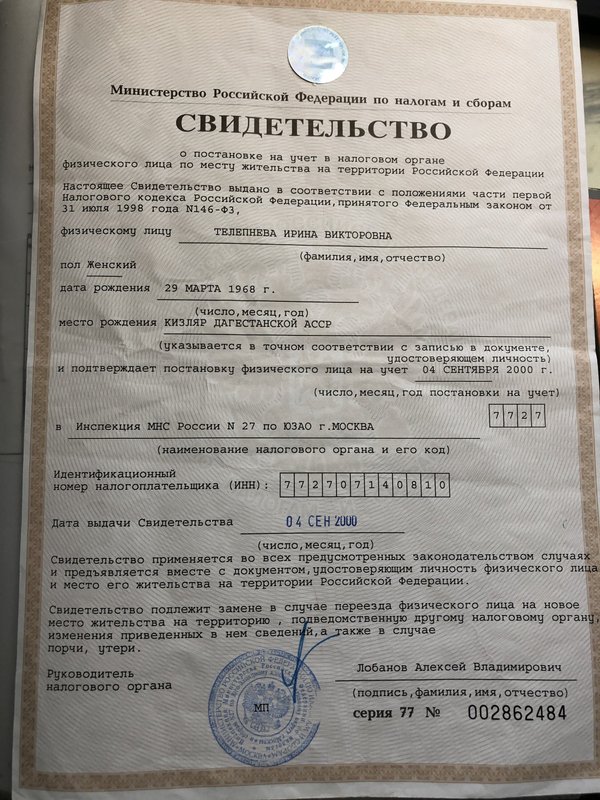 Министерство Российской Федерации по налогам и сборам
СВИДЕТЕЛЬСТВО
о постановке на учет в налоговом органе
физического лица по месту жительства на территории Российской Федерации
Настоящее Свидетельство выдано в соответствии с положениями части первой
Налогового кодекса Российской Федерации,принятого Федеральным законом от
31 июля 1998 года N146-ФЗ,
физическому лицу ТЕЛЕПНЕВА ИРИНА ВИКТОРОВНА
(фамилия,имя,отчество)
пол Женский
дата рождения 29 МАРТА 1968 г.
(число,месяц,год)
место рождения КИЗЛЯР ДАГЕСТАНСКОЙ АССР
(указывается в точном соответствии с записью в документе,
удостоверяющем личность)
и подтверждает постановку физического лица на учет 04 СЕНТЯБРЯ 2000 г.
(число,месяц,год постановки на учет)
7727
в Инспекция МНС России N 27 по ЮЗАО г.МОСКВА
(наименование налогового органа и его код)
Идентификационный
номер налогоплательщика (ИНН): 772707140810
Дата выдачи Свидетельства 04 СЕН 2000
(число,месяц,год)
Свидетельство применяется во всех предусмотренных законодательством случаях
и предъявляется вместе с документом,удостоверяющим личность физического лица
и место его жительства на территории Российской Федерации.
Свидетельство подлежит замене в случае переезда физического лица на новое
место жительства на территорию , подведомственную другому налоговому органу,
изменения приведенных в нем сведений,а также в случае
порчи, утери.
Руководитель
налогового органа
Лобанов Алексей Владимирович
(подпись,фамилия,имя,отчество)
МП
серия 77 № 002862484